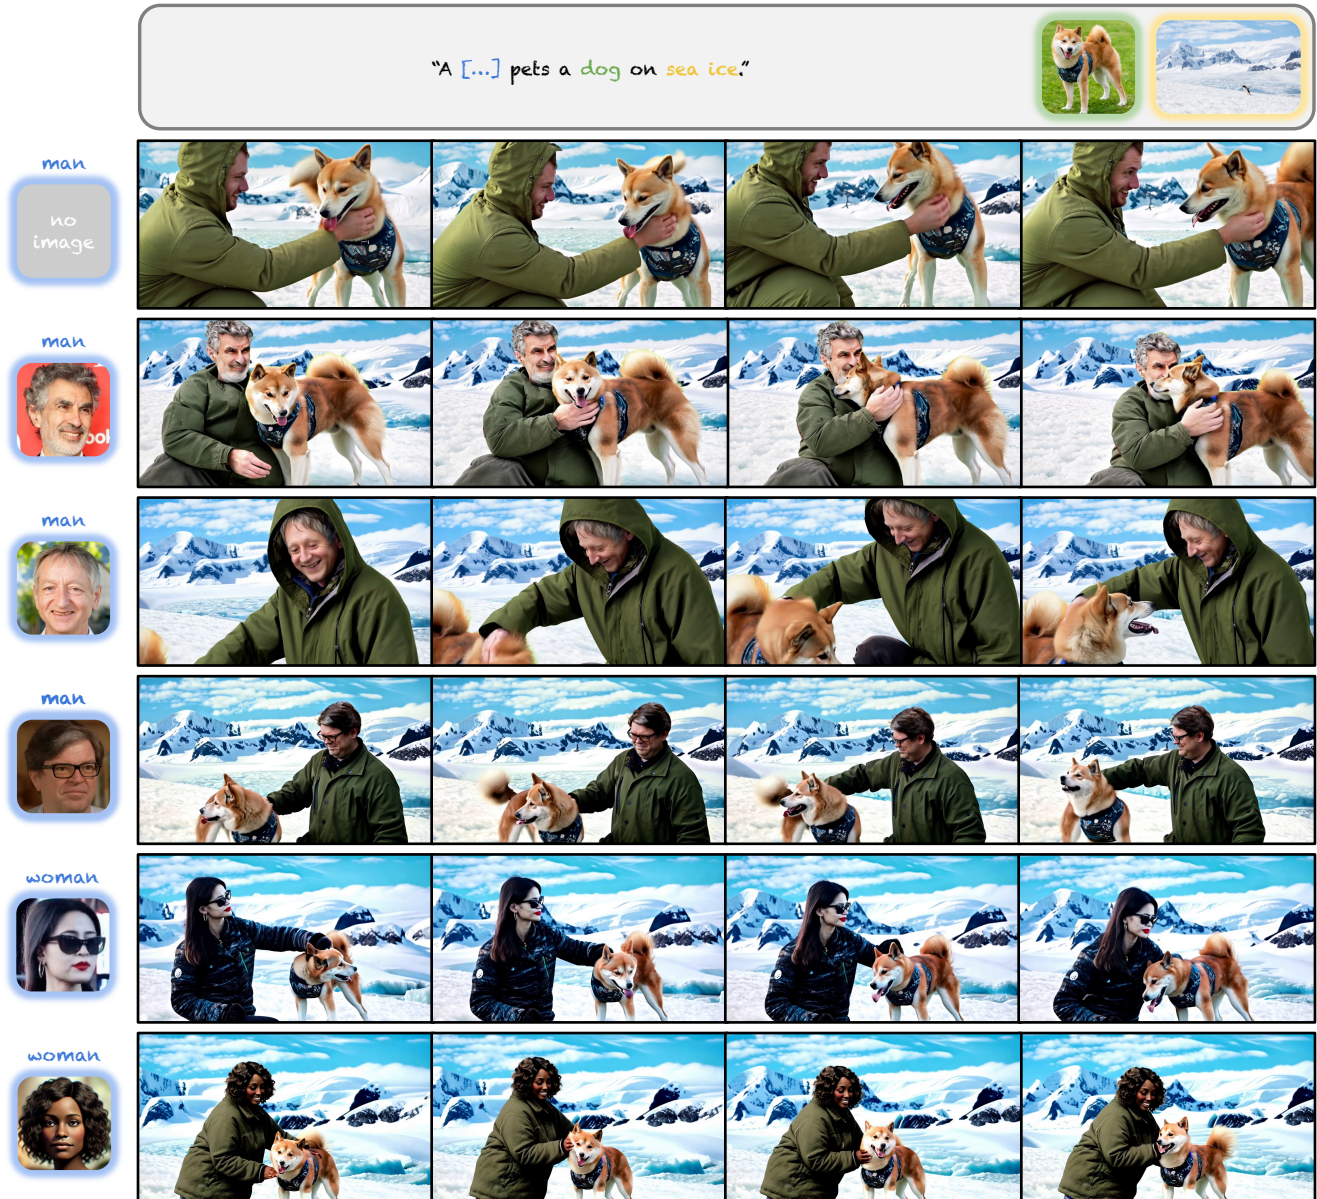 “A [...] pets a dog on sea ice.”
man
no
image
man
man
man
woman
woman